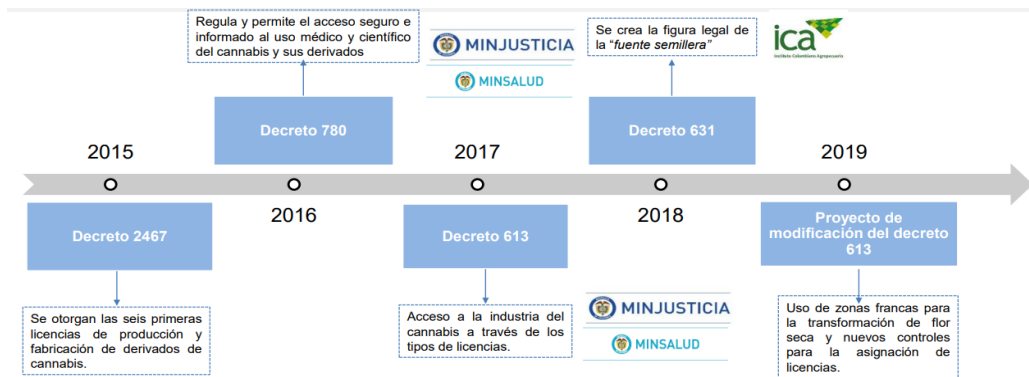 Regula y permite el acceso seguro e
informado al uso médico y científico
del cannabis y sus derivados
MINJUSTICIA
MINSALUD
Se crea la figura legal de
la "fuente semillera"
ica
Instituto Colombiano Agropecuario
Decreto 780
Decreto 631
2015
2017
2019
2016
2018
Decreto 2467
Decreto 613
Proyecto de
modificación del decreto
613
Se otorgan las seis primeras
licencias de producción y
fabricación de derivados de
cannabis.
Acceso a la industria del
cannabis a través de los
tipos de licencias.
MINJUSTICIA
MINSALUD
Uso de zonas francas para
la transformación de flor
seca y nuevos controles
para la asignación de
licencias.